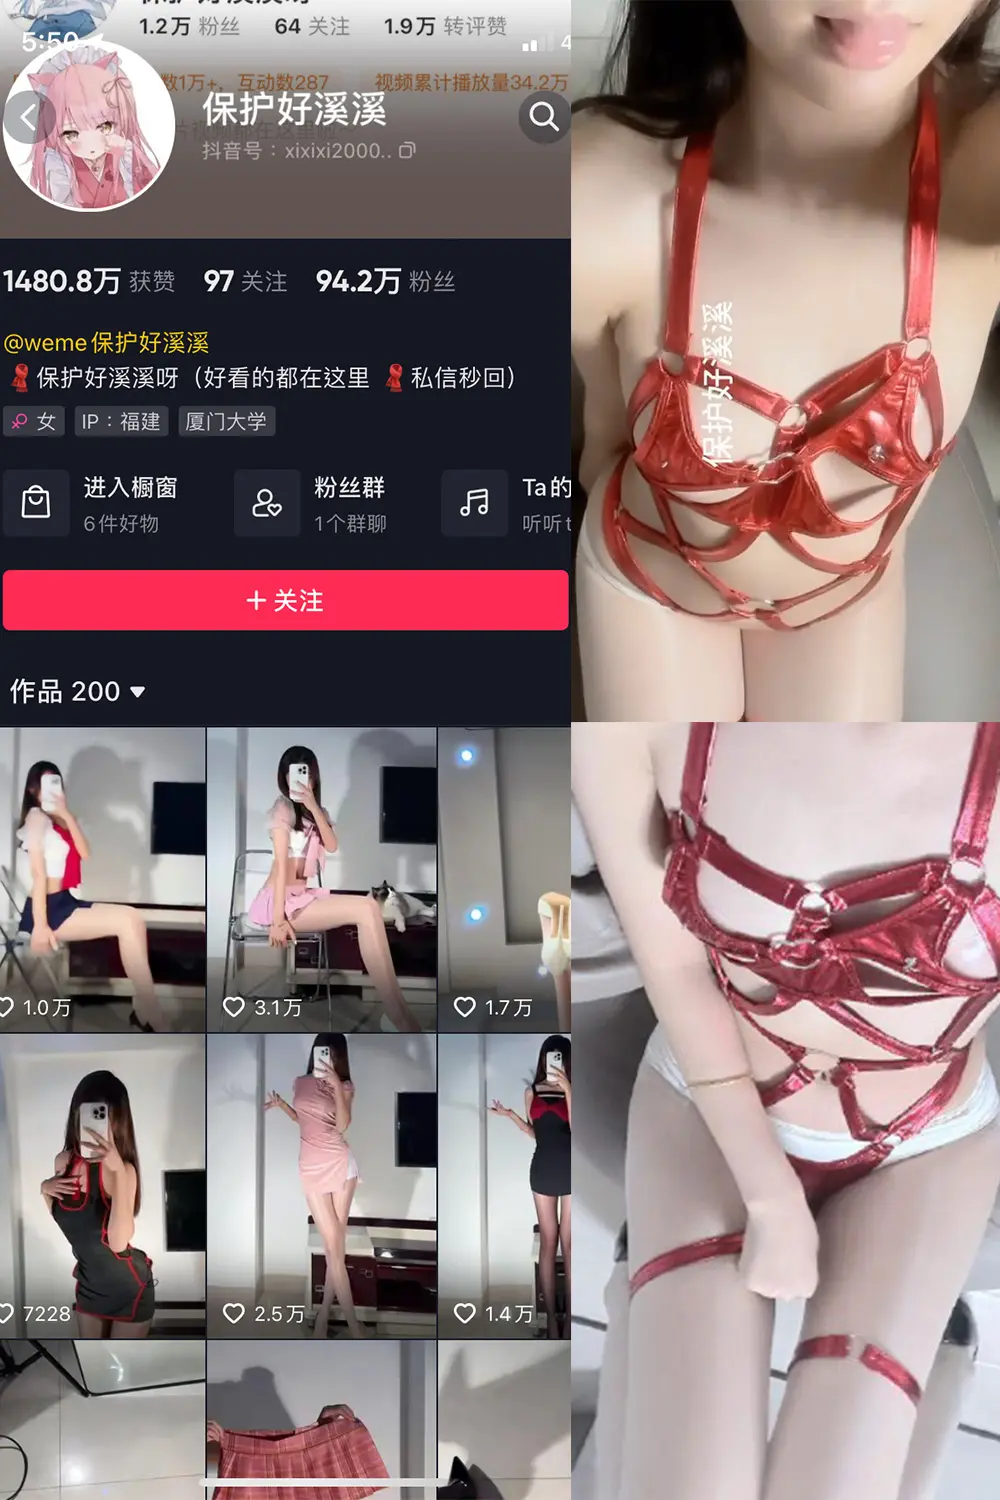 1.2万 粉丝 64 关注 1.9万 转评赞
5:50
4
数1万+，互动数287 视频累计播放量34.2万
保护好溪溪
抖音号：xixixi2000..
1480.8万 获赞 97 关注 94.2万 粉丝
@weme保护好溪溪
保护好溪溪呀（好看的都在这里 私信秒回）
女 IP：福建 厦门大学
进入橱窗
6件好物
粉丝群
1个群聊
Ta的
听听t
+ 关注
作品 200
1.0万
3.1万
1.7万
7228
2.5万
1.4万
保护好溪溪